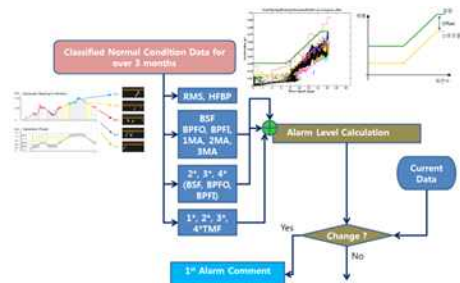 Classified Normal Condition Data for
over 3 months
RMS, HFBP
BSF
BPFO, BPFI,
1MA, 2MA,
3MA
2*, 3*, 4*
(BSF, BPFO,
BPFI)
1*, 2*, 3*,
4*TMF
Alarm Level Calculation
Current
Data
Change ?
Yes
No
1st Alarm Comment
Offset